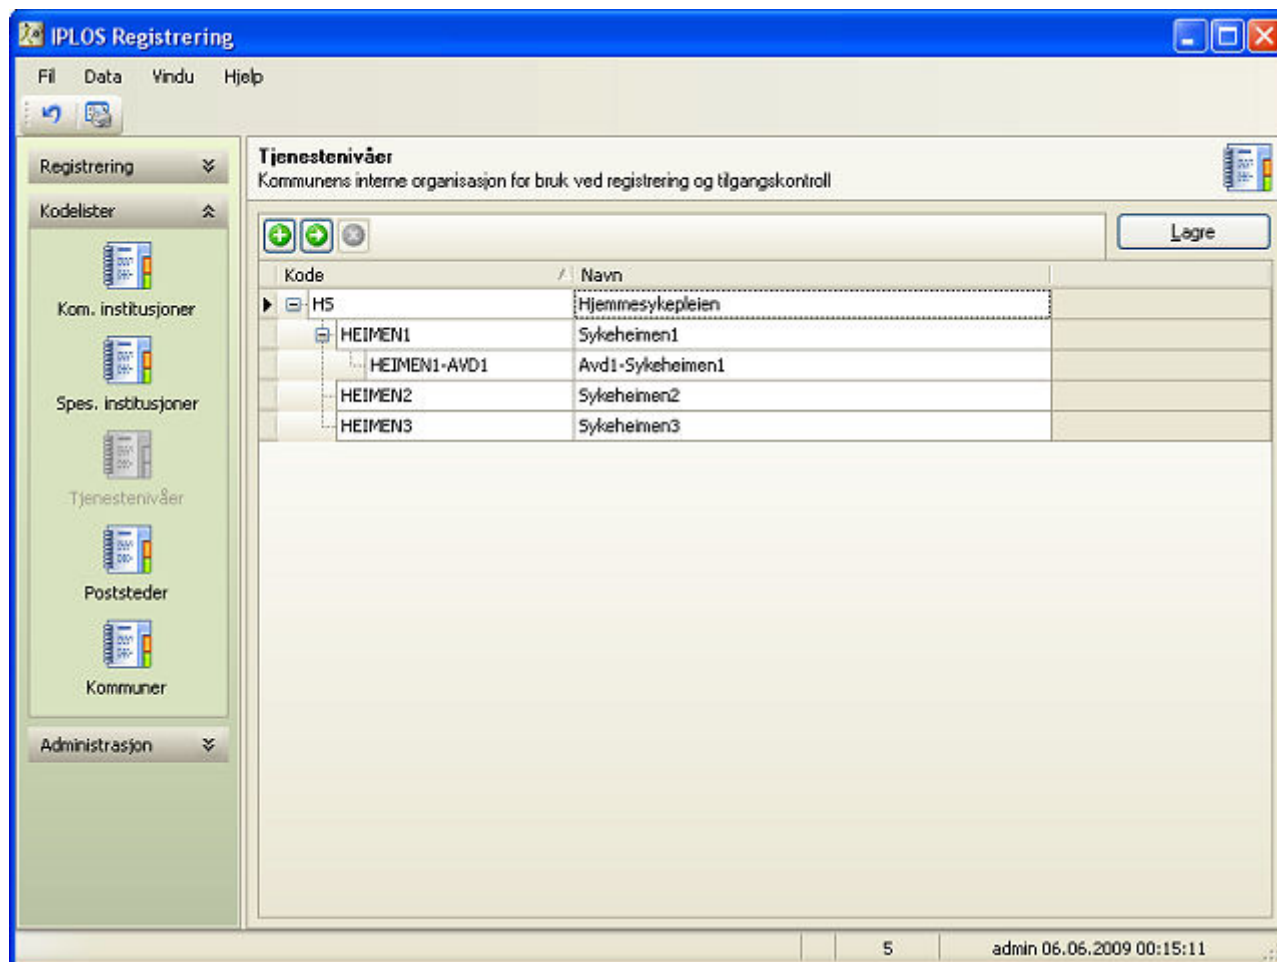 IPLOS Registrering
Fil Data Vindu Hjelp
Registrering
Kodelister
Kom. institusjoner
Spes. institusjoner
Tjenestenivåer
Poststeder
Kommuner
Administrasjon
Tjenestenivåer
Kommunens interne organisasjon for bruk ved registrering og tilgangskontroll
Lagre
Kode Navn
HS Hjemmesykepleien
HEIMEN1 Sykeheimen1
HEIMEN1-AVD1 Avd1-Sykeheimen1
HEIMEN2 Sykeheimen2
HEIMEN3 Sykeheimen3
5 admin 06.06.2009 00:15:11